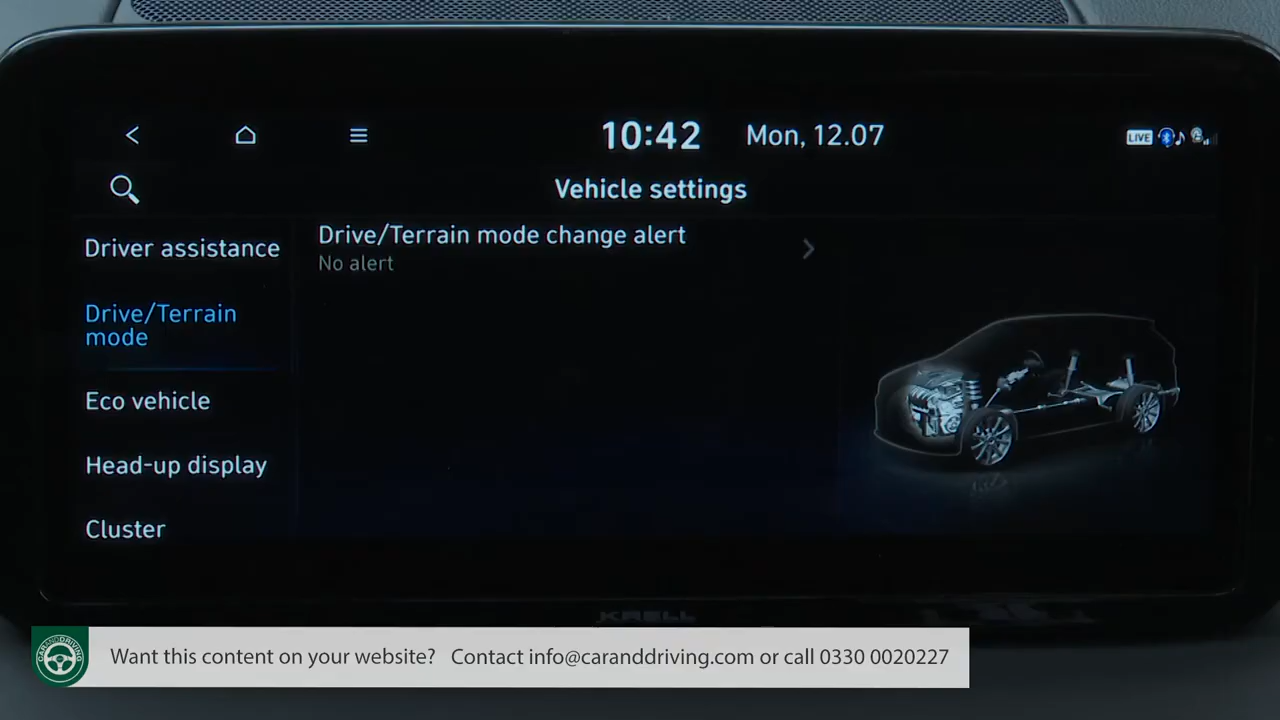 10:42 Mon, 12.07 LIVE
Vehicle settings
Driver assistance
Drive/Terrain mode change alert
No alert
Drive/Terrain
mode
Eco vehicle
Head-up display
Cluster
KRELL
CARANDDRIVING
Want this content on your website? Contact info@caranddriving.com or call 0330 0020227